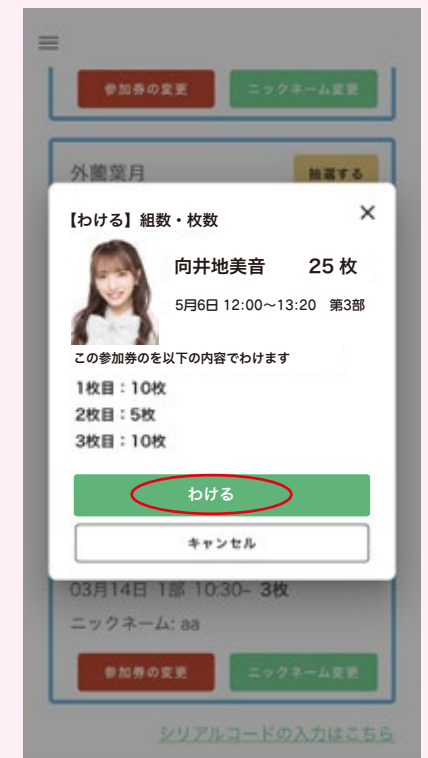 参加券の変更 ニックネーム変更
外薗葉月 抽選する
【わける】組数・枚数 ×
向井地美音 25 枚
5月6日 12:00〜13:20 第3部
この参加券のを以下の内容でわけます
1枚目：10枚
2枚目：5枚
3枚目：10枚
わける
キャンセル
03月14日 1部 10:30- 3枚
ニックネーム: aa
参加券の変更 ニックネーム変更
シリアルコードの入力はこちら